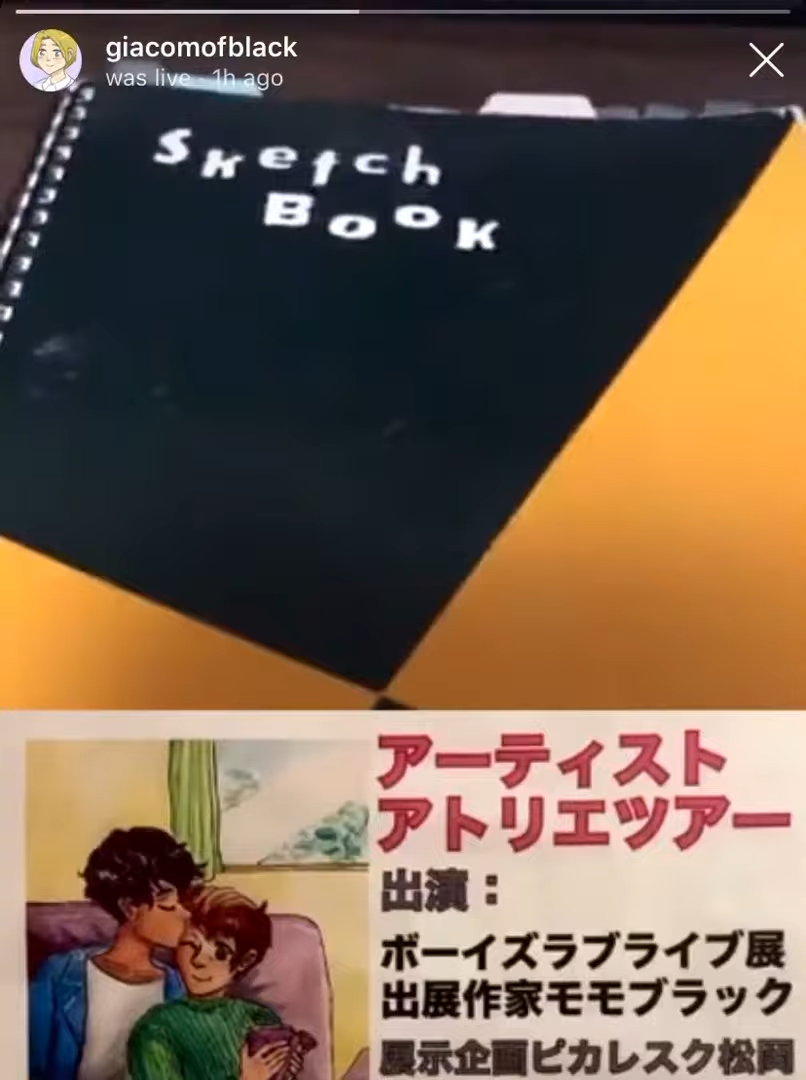 giacomofblack
was live · 1h ago
Sketch
Book
アーティスト
アトリエツアー
出演：
ボーイズラブライブ展
出展作家モモブラック
展示企画ピカレスク松岡